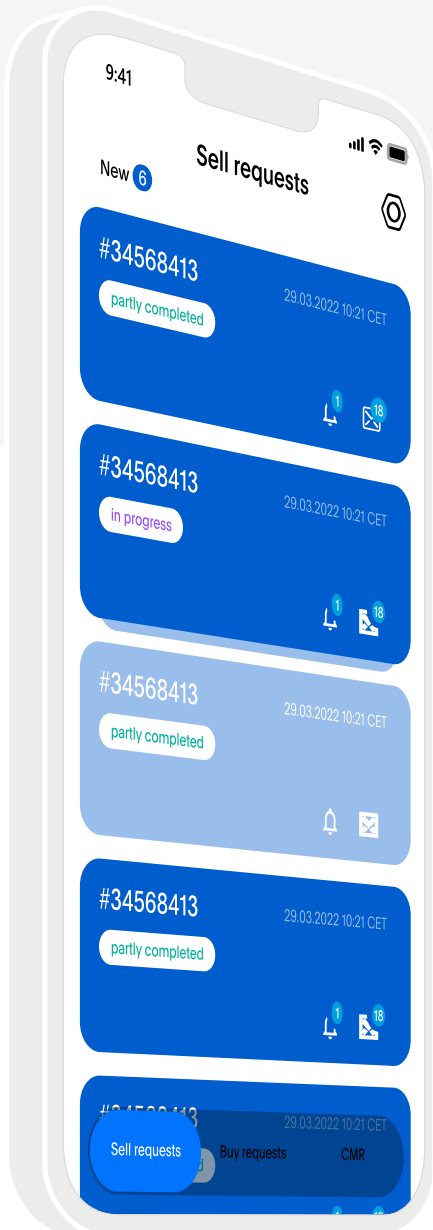 9:41
Sell requests
New 6
#34568413
29.03.2022 10:21 CET
partly completed
1 18
#34568413
29.03.2022 10:21 CET
in progress
1 18
#34568413
29.03.2022 10:21 CET
partly completed
#34568413
29.03.2022 10:21 CET
partly completed
1 18
#34568413
29.03.2022 10:21 CET
Sell requests Buy requests CMR